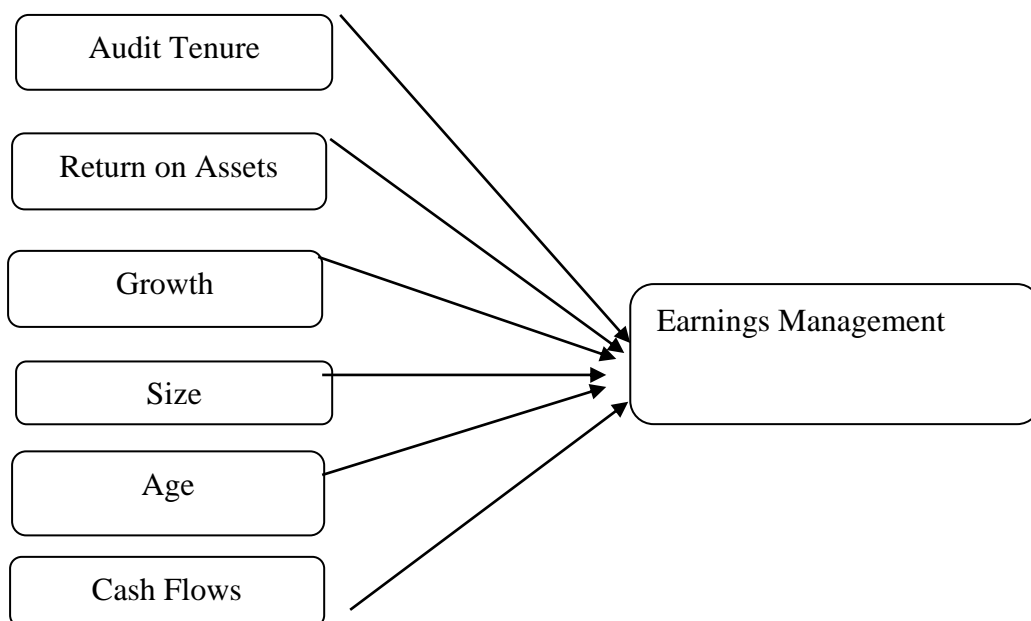 Audit Tenure
Return on Assets
Growth
Earnings Management
Size
Age
Cash Flows